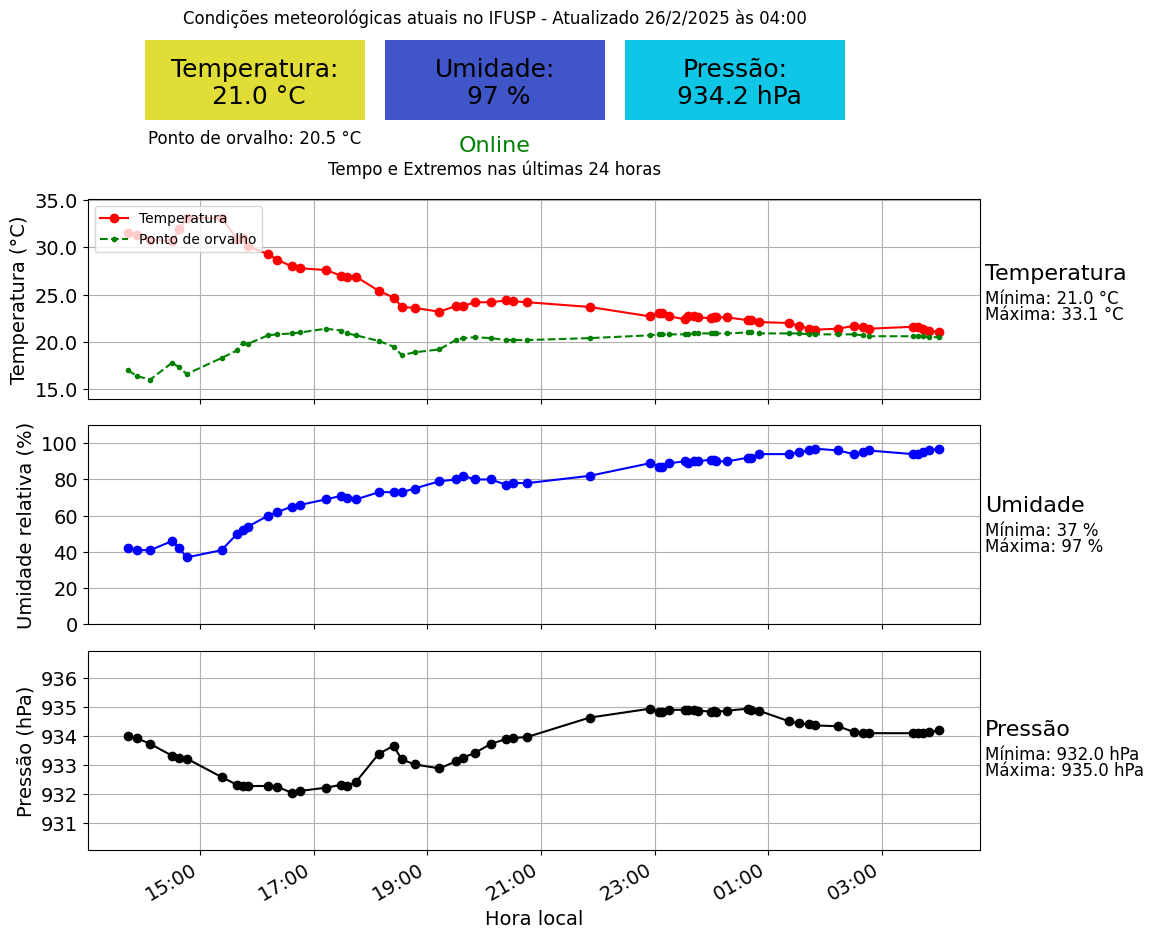 Condições meteorológicas atuais no IFUSP - Atualizado 26/2/2025 às 04:00
Temperatura:
21.0 °C
Umidade:
97 %
Pressão:
934.2 hPa
Ponto de orvalho: 20.5 °C
Online
Tempo e Extremos nas últimas 24 horas
Temperatura (°C)
35.0
30.0
25.0
20.0
15.0
Temperatura
Ponto de orvalho
Temperatura
Mínima: 21.0 °C
Máxima: 33.1 °C
Umidade relativa (%)
100
80
60
40
20
0
Umidade
Mínima: 37 %
Máxima: 97 %
Pressão (hPa)
936
935
934
933
932
931
Pressão
Mínima: 932.0 hPa
Máxima: 935.0 hPa
15:00
17:00
19:00
21:00
23:00
01:00
03:00
Hora local